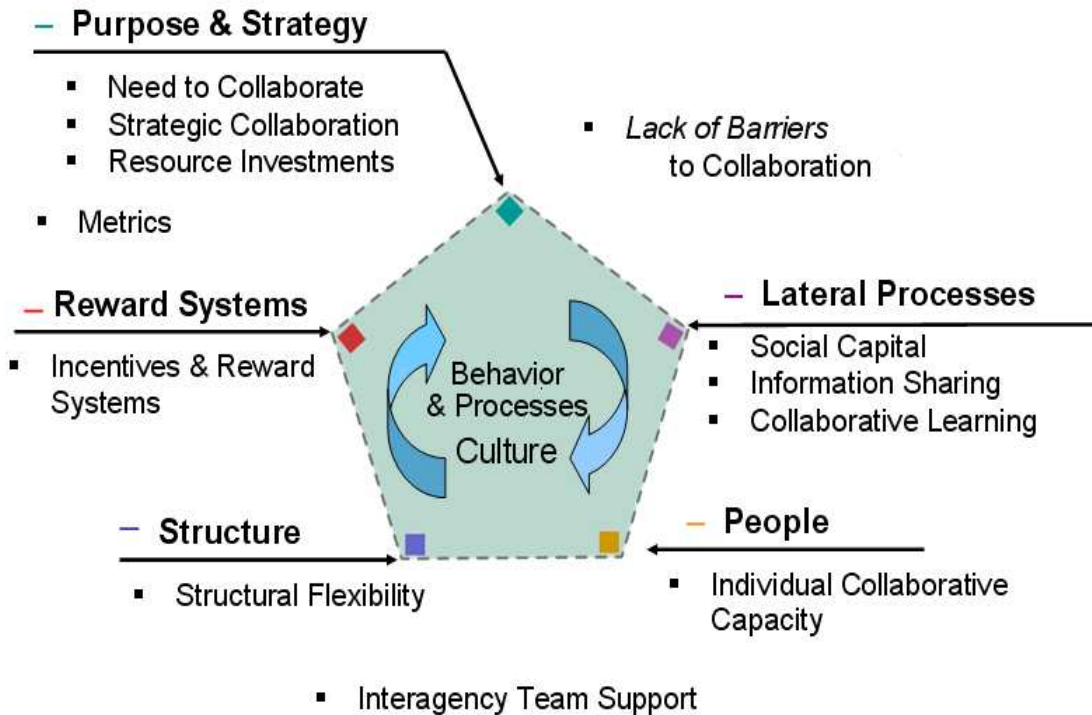 – Purpose & Strategy
▪ Need to Collaborate
▪ Strategic Collaboration
▪ Resource Investments
▪ Lack of Barriers
to Collaboration
▪ Metrics
– Reward Systems
▪ Incentives & Reward
Systems
– Lateral Processes
▪ Social Capital
▪ Information Sharing
▪ Collaborative Learning
Behavior
& Processes
Culture
– Structure
▪ Structural Flexibility
– People
▪ Individual Collaborative
Capacity
▪ Interagency Team Support